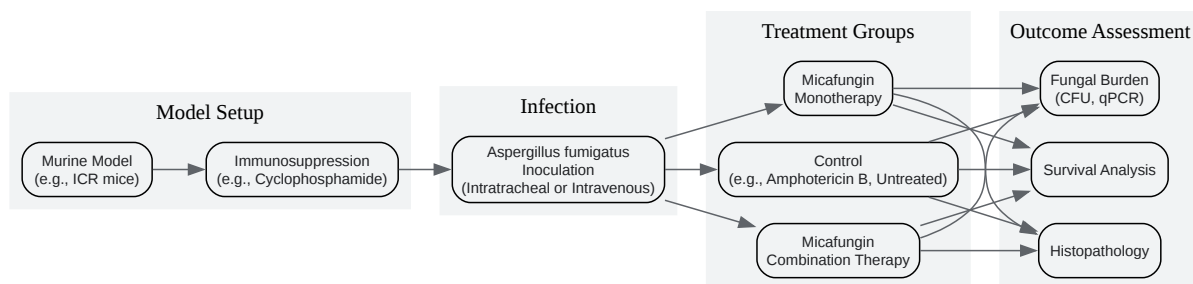 Model Setup
Murine Model
(e.g., ICR mice)
Immunosuppression
(e.g., Cyclophosphamide)
Infection
Aspergillus fumigatus
Inoculation
(Intratracheal or Intravenous)
Treatment Groups
Micafungin
Monotherapy
Control
(e.g., Amphotericin B, Untreated)
Micafungin
Combination Therapy
Outcome Assessment
Fungal Burden
(CFU, qPCR)
Survival Analysis
Histopathology